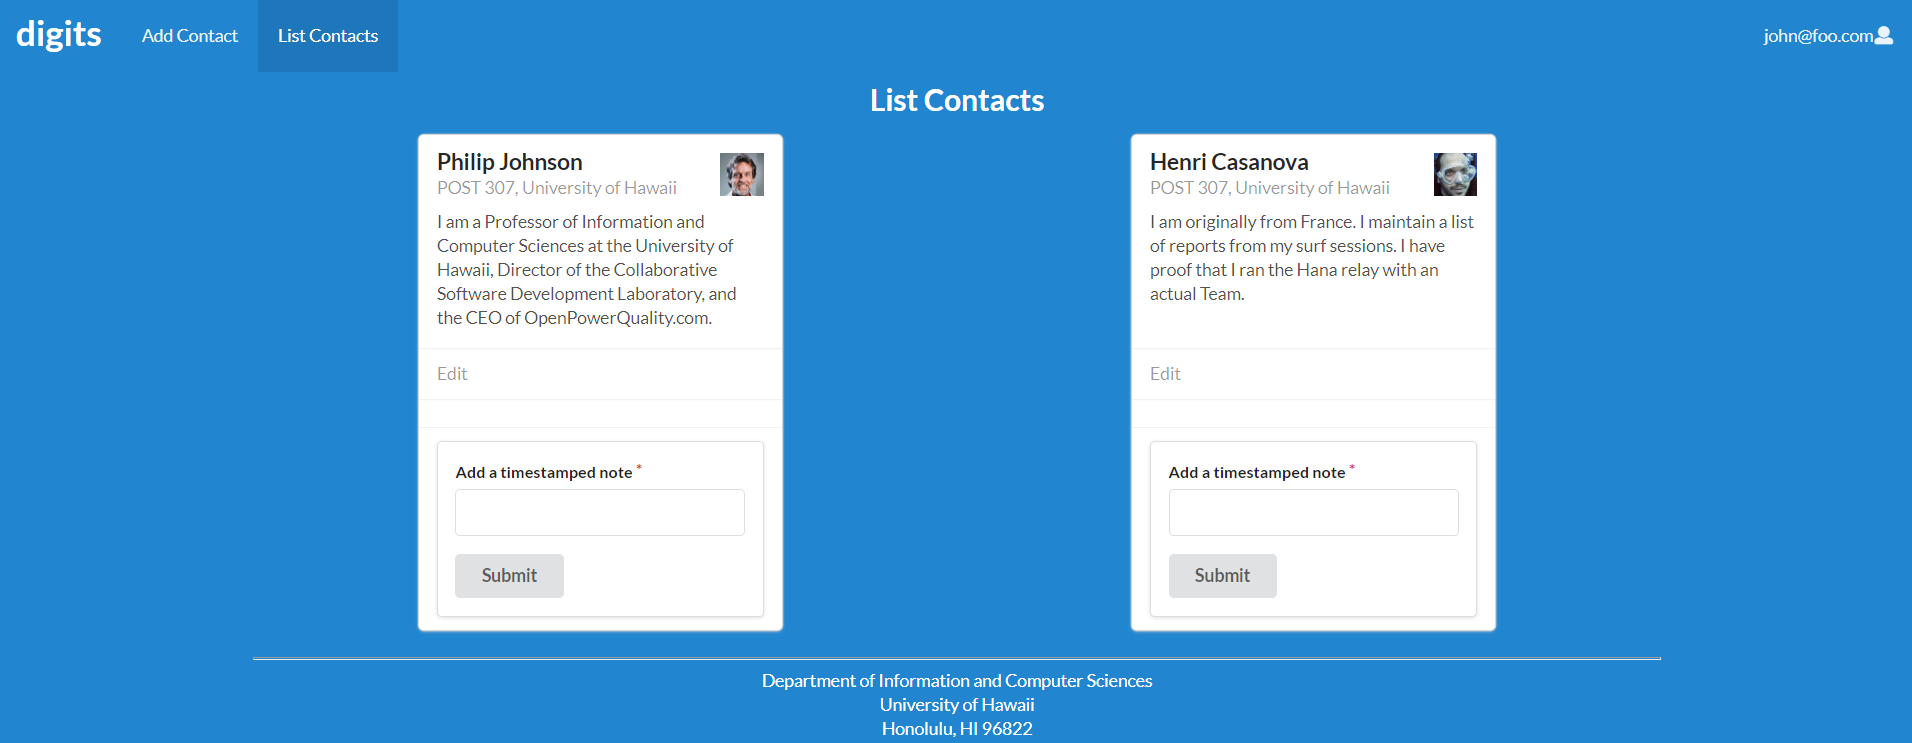 digits
Add Contact
List Contacts
john@foo.com
List Contacts
Philip Johnson
POST 307, University of Hawaii
I am a Professor of Information and
Computer Sciences at the University of
Hawaii, Director of the Collaborative
Software Development Laboratory, and
the CEO of OpenPowerQuality.com.
Edit
Add a timestamped note *
Submit
Henri Casanova
POST 307, University of Hawaii
I am originally from France. I maintain a list
of reports from my surf sessions. I have
proof that I ran the Hana relay with an
actual Team.
Edit
Add a timestamped note *
Submit
Department of Information and Computer Sciences
University of Hawaii
Honolulu, HI 96822